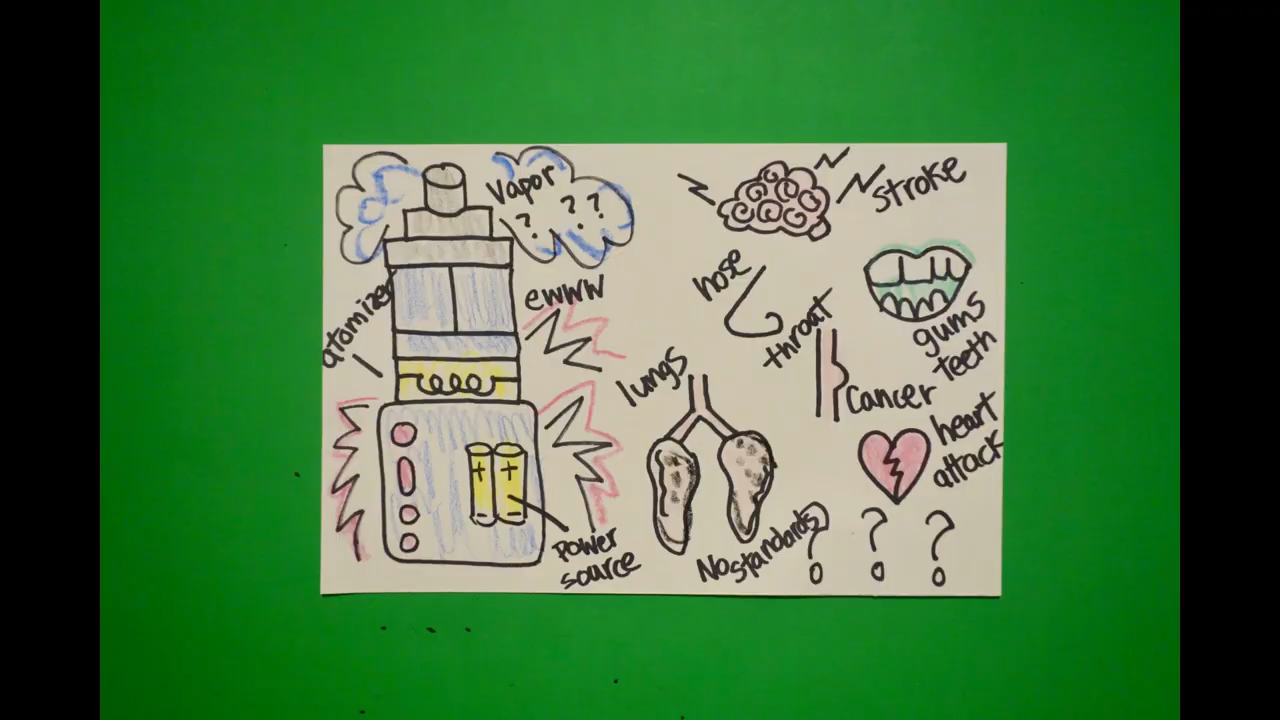 Vapor
? ? ?
atomizer
ewww
+ +
- -
Power
source
stroke
nose
throat
gums
teeth
lungs
Cancer
heart
attack
No standards ? ? ?